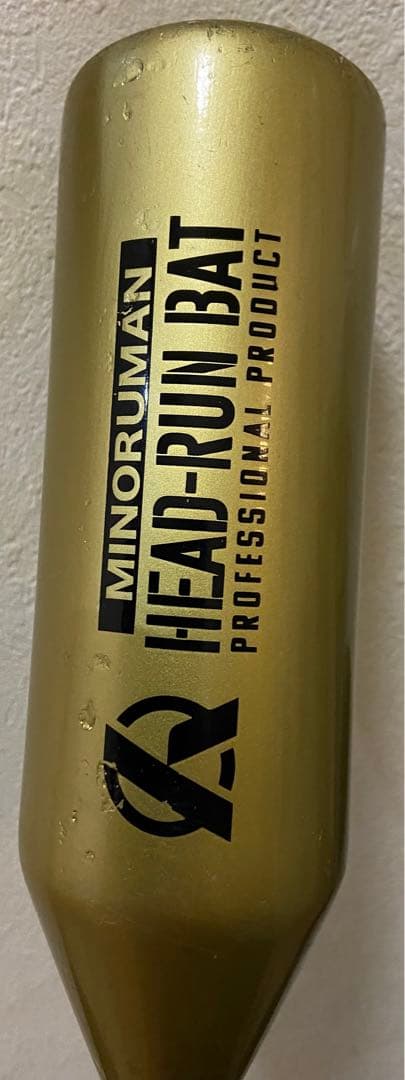 MINORUMAN
HEAD-RUN BAT
PROFESSIONAL PRODUCT